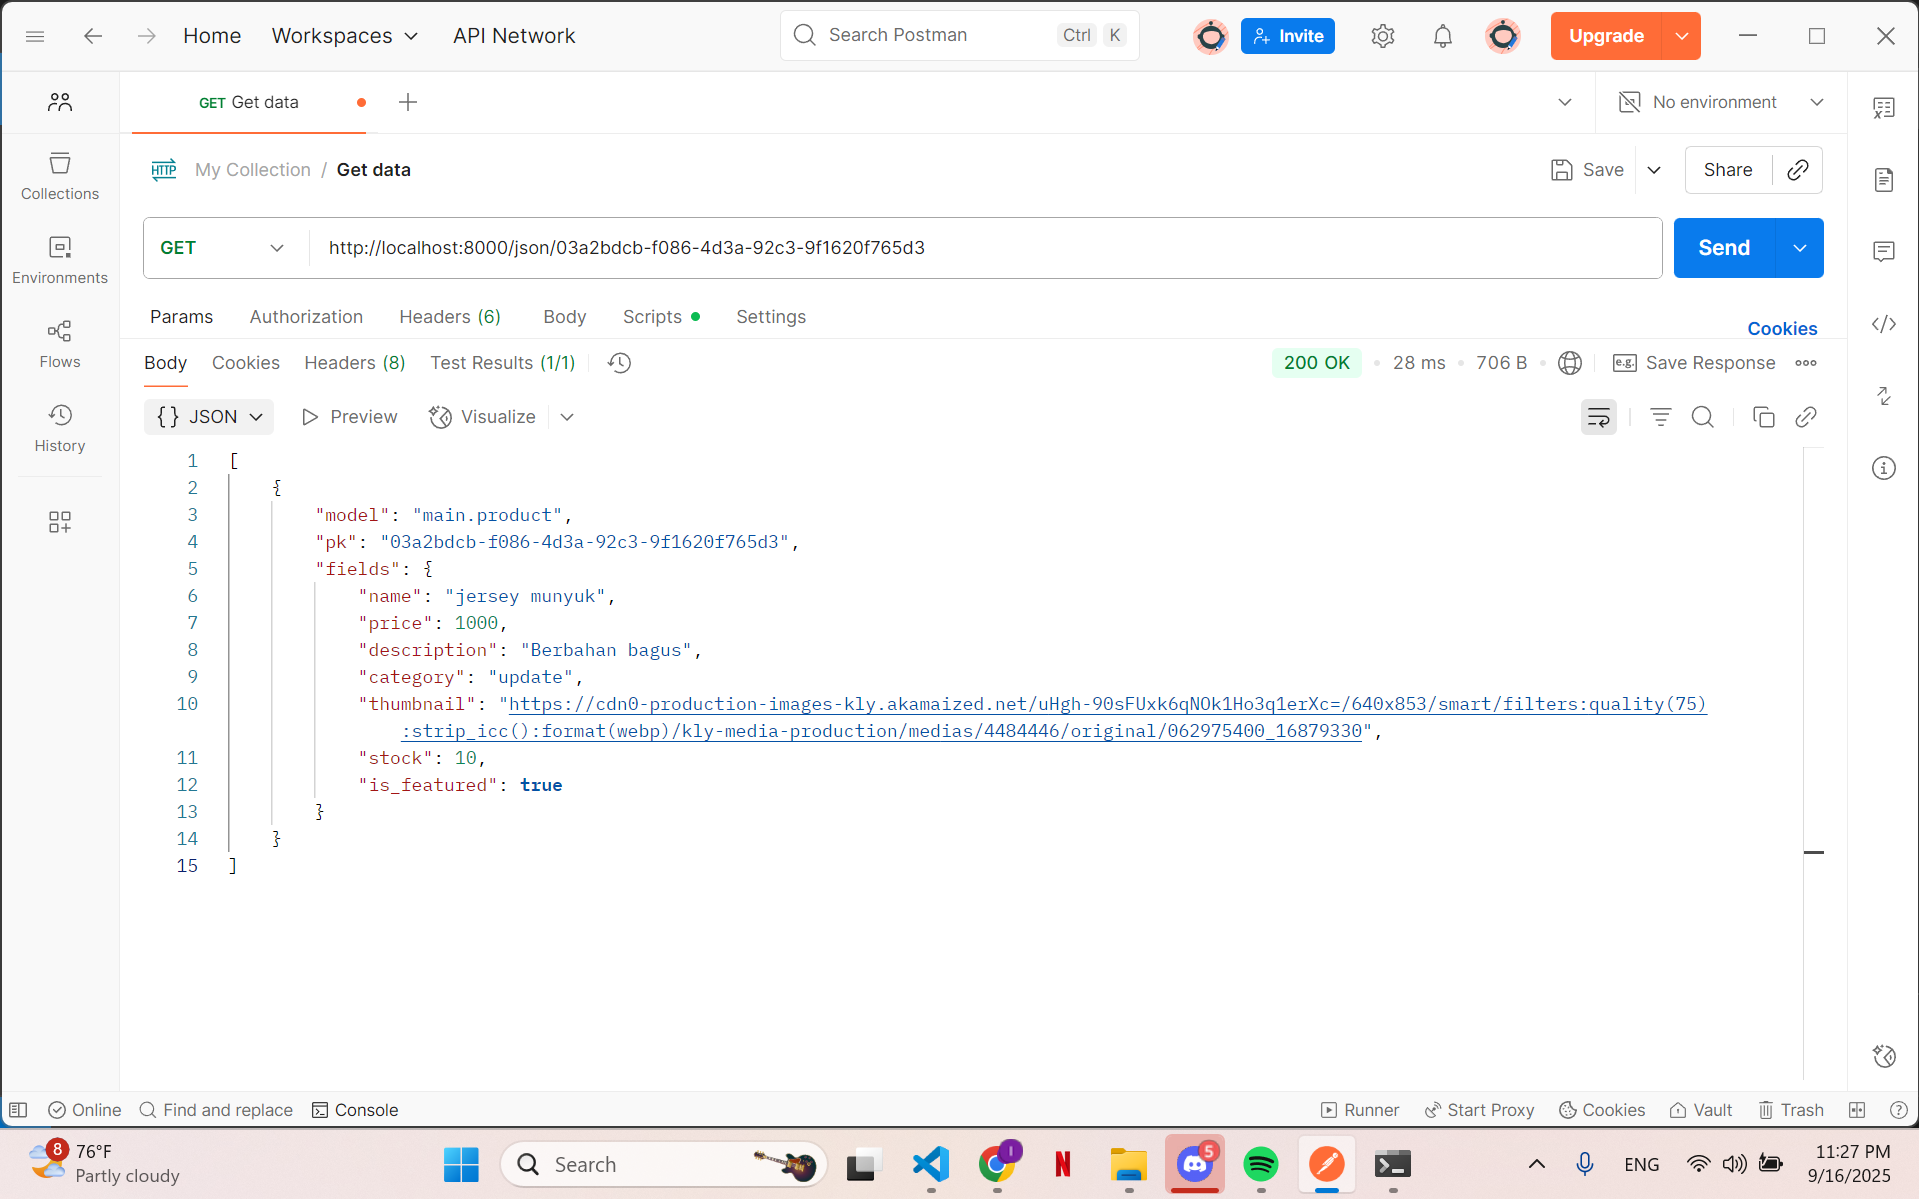 Home Workspaces API Network Search Postman Ctrl K Invite Upgrade
GET Get data No environment
HTTP My Collection / Get data Save Share
Collections
GET http://localhost:8000/json/03a2bdcb-f086-4d3a-92c3-9f1620f765d3 Send
Environments
Params Authorization Headers (6) Body Scripts Settings Cookies
Flows
Body Cookies Headers (8) Test Results (1/1) 200 OK 28 ms 706 B e.g. Save Response
{} JSON Preview Visualize
History
1 [
2 {
3 "model": "main.product",
4 "pk": "03a2bdcb-f086-4d3a-92c3-9f1620f765d3",
5 "fields": {
6 "name": "jersey munyuk",
7 "price": 1000,
8 "description": "Berbahan bagus",
9 "category": "update",
10 "thumbnail": "https://cdn0-production-images-kly.akamaized.net/uHgh-90sFUxk6qNOk1Ho3q1erXc=/640x853/smart/filters:quality(75)
:strip_icc():format(webp)/kly-media-production/medias/4484446/original/062975400_16879330",
11 "stock": 10,
12 "is_featured": true
13 }
14 }
15 ]
Online Find and replace Console Runner Start Proxy Cookies Vault Trash
8 76°F
Partly cloudy
Search
N
5
ENG
11:27 PM
9/16/2025